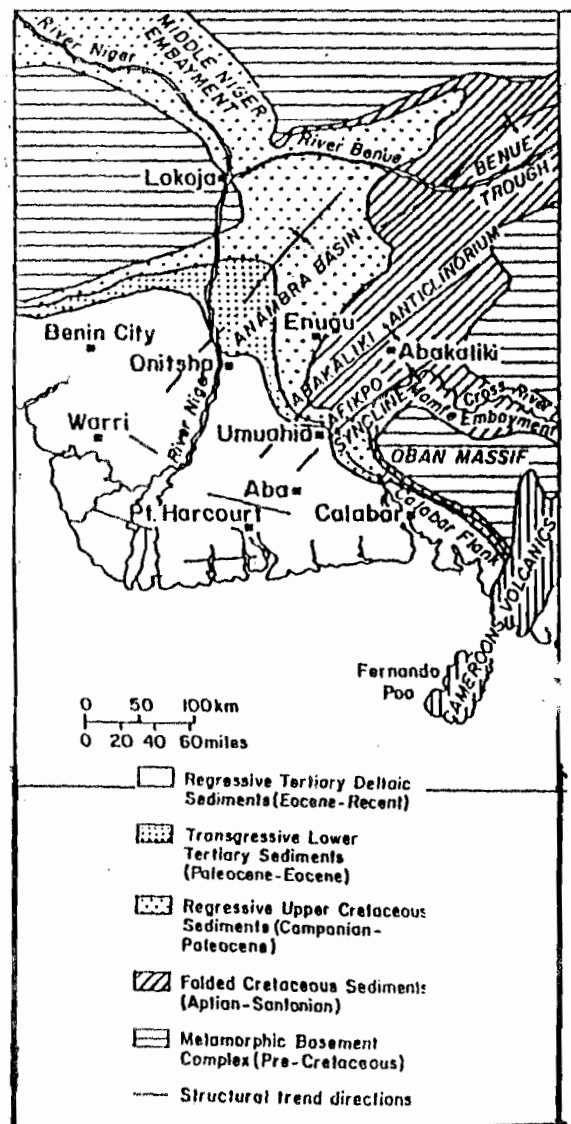 River Niger
MIDDLE NIGER
EMBAYMENT
River Benue
BENUE
TROUGH
Lokoja
ANAMBRA BASIN
ABAKALIKI ANTICLINORIUM
Benin City
Enugu
Abakaliki
Onitsha
AFIKPO
SYNCLINE
Mamfe
Cross River
Embayment
River Niger
Warri
Umuahia
OBAN MASSIF
Aba
Pt. Harcourt
Calabar
Calabar Flank
CAMEROON VOLCANICS
Fernando
Poo
0 50 100km
0 20 40 60miles
Regressive Tertiary Deltaic
Sediments (Eocene-Recent)
Transgressive Lower
Tertiary Sediments
(Paleocene-Eocene)
Regressive Upper Cretaceous
Sediments (Campanian-
Paleocene)
Folded Cretaceous Sediments
(Aptian-Santonian)
Metamorphic Basement
Complex (Pre-Cretaceous)
Structural trend directions